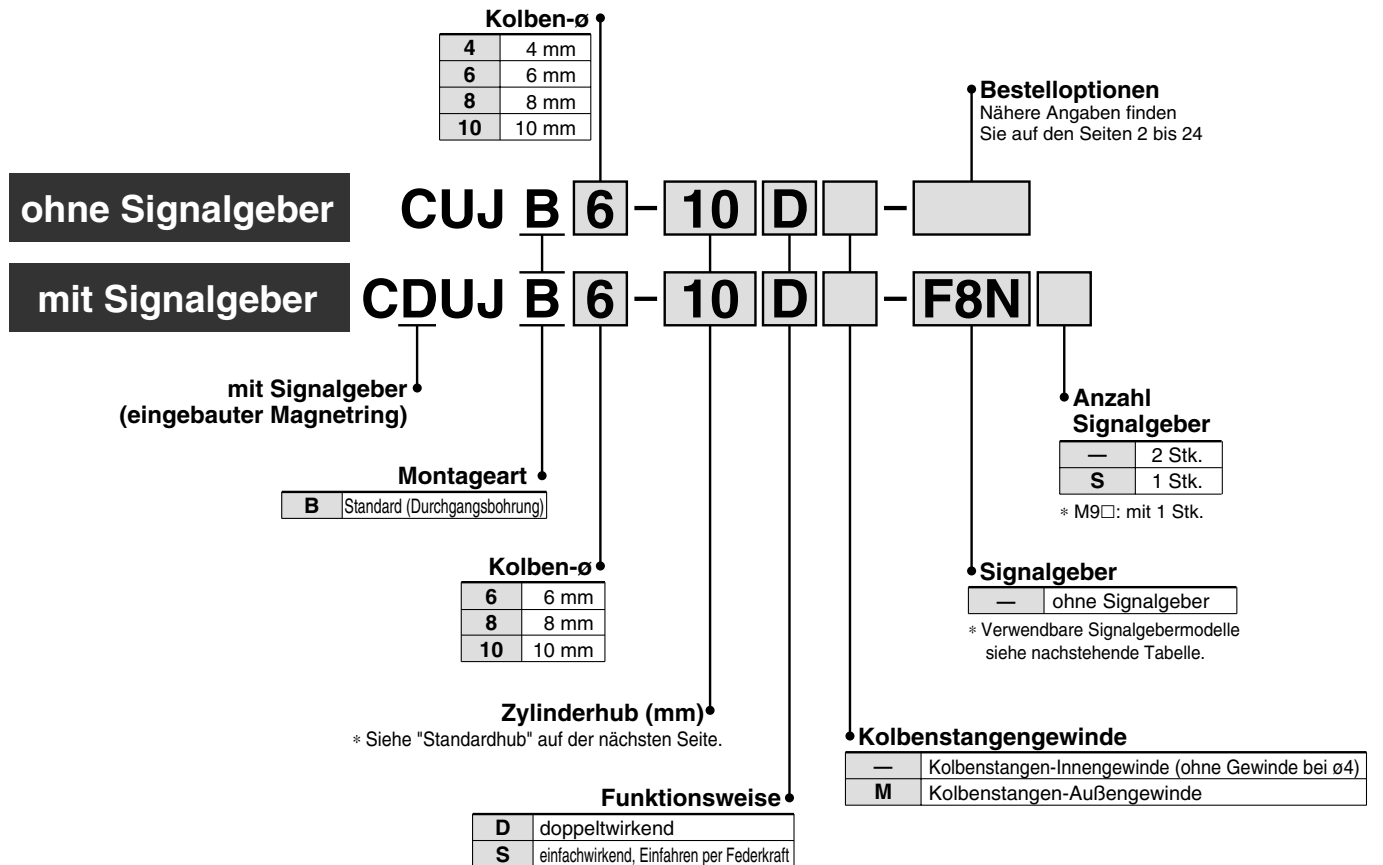 Kolben-ø
4 4 mm
6 6 mm
8 8 mm
10 10 mm
Bestelloptionen
Nähere Angaben finden
Sie auf den Seiten 2 bis 24
ohne Signalgeber CUJ B 6 – 10 D –
mit Signalgeber CDUJ B 6 – 10 D – F8N
mit Signalgeber
(eingebauter Magnetring)
Anzahl
Signalgeber
— 2 Stk.
S 1 Stk.
* M9□: mit 1 Stk.
Montageart
B Standard (Durchgangsbohrung)
Kolben-ø
6 6 mm
8 8 mm
10 10 mm
Signalgeber
— ohne Signalgeber
* Verwendbare Signalgebermodelle
siehe nachstehende Tabelle.
Zylinderhub (mm)
* Siehe "Standardhub" auf der nächsten Seite.
Kolbenstangengewinde
— Kolbenstangen-Innengewinde (ohne Gewinde bei ø4)
M Kolbenstangen-Außengewinde
Funktionsweise
D doppeltwirkend
S einfachwirkend, Einfahren per Federkraft